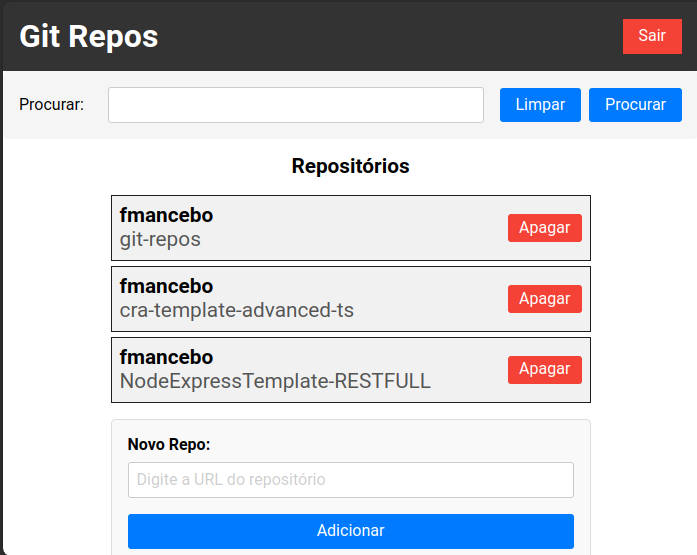 Git Repos
Sair
Procurar:
Limpar
Procurar
Repositórios
fmancebo
git-repos
Apagar
fmancebo
cra-template-advanced-ts
Apagar
fmancebo
NodeExpressTemplate-RESTFULL
Apagar
Novo Repo:
Digite a URL do repositório
Adicionar